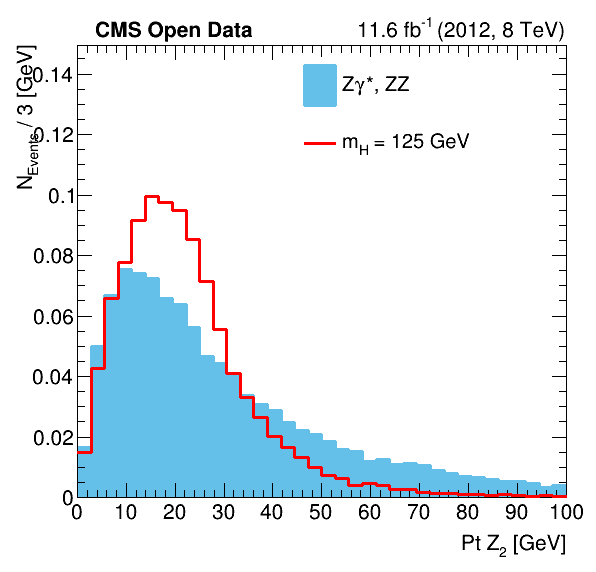 CMS Open Data 11.6 fb⁻¹ (2012, 8 TeV)
N_Events / 3 [GeV]
Zγ*, ZZ
m_H = 125 GeV
0.14
0.12
0.1
0.08
0.06
0.04
0.02
0
0 10 20 30 40 50 60 70 80 90 100
Pt Z₂ [GeV]